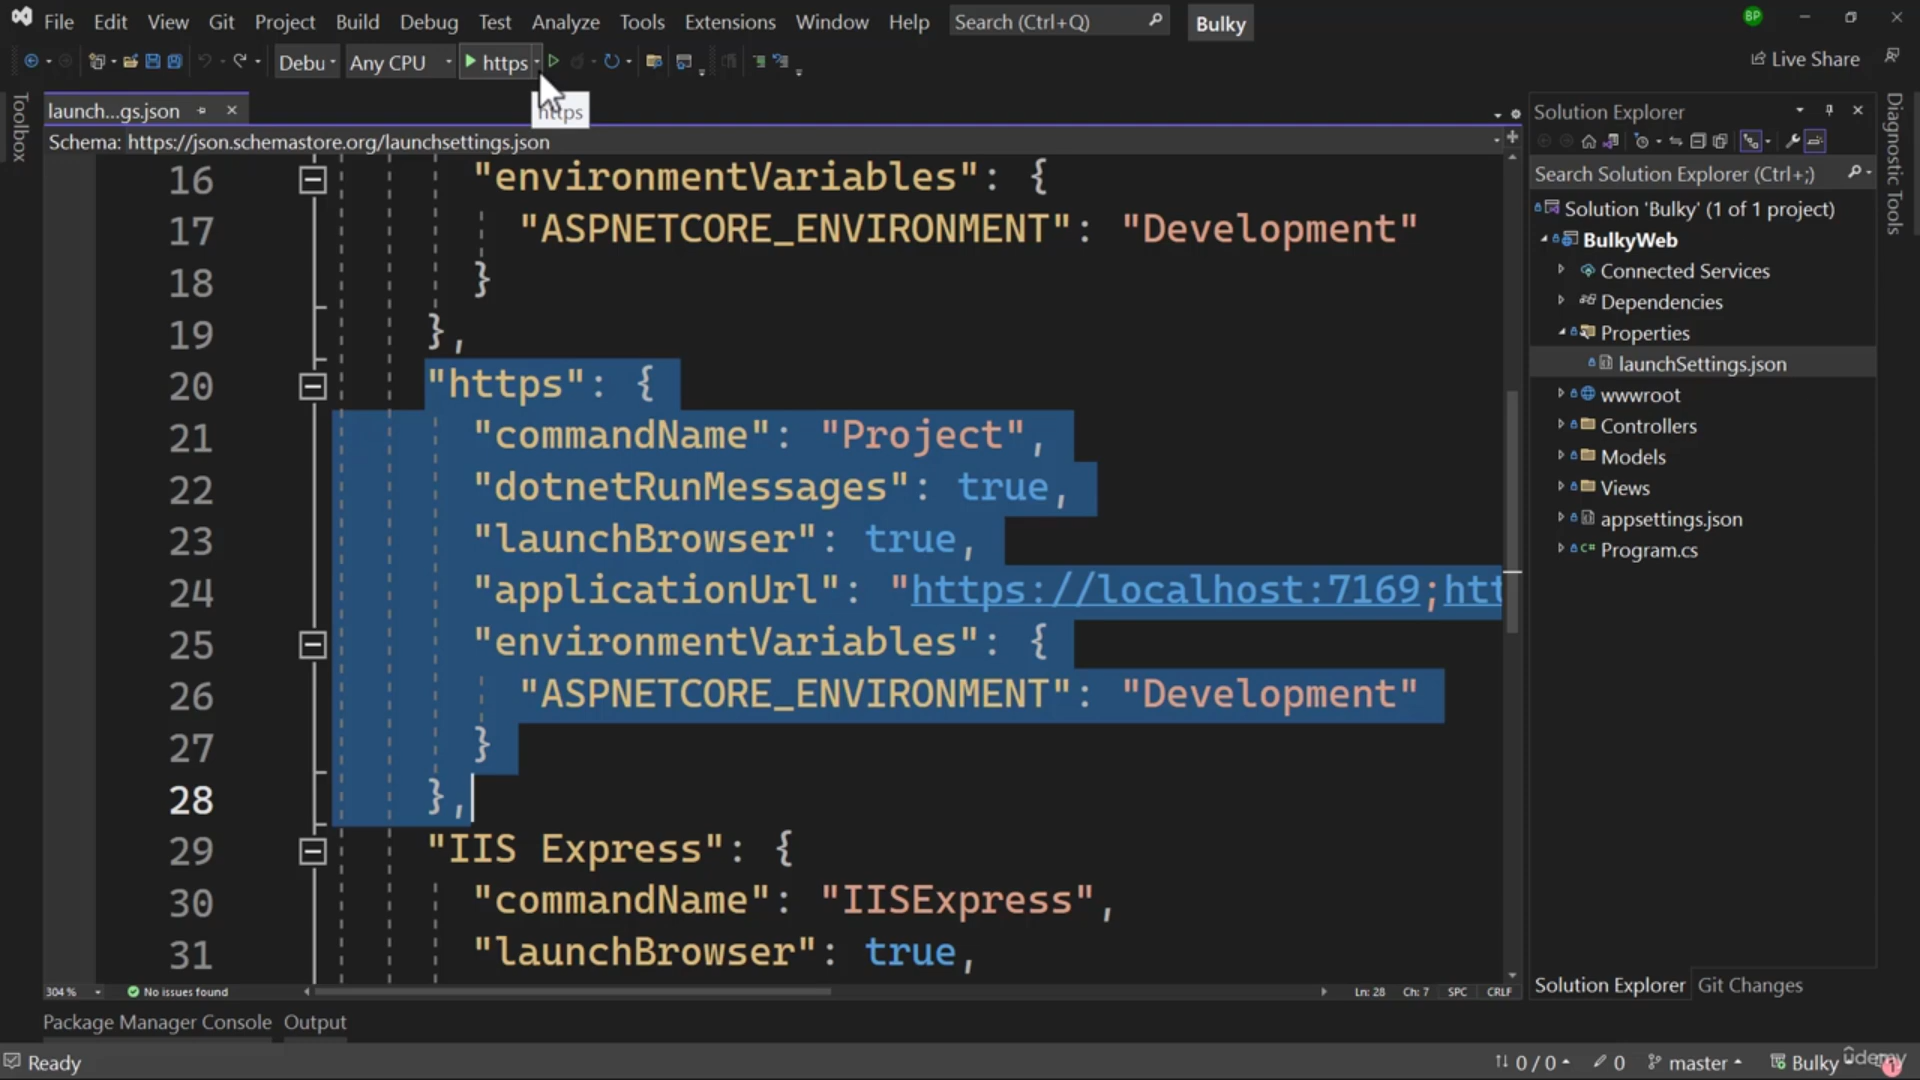 File Edit View Git Project Build Debug Test Analyze Tools Extensions Window Help Search (Ctrl+Q) Bulky BP
Debu Any CPU https Live Share
https
Toolbox
launch...gs.json
Schema: https://json.schemastore.org/launchsettings.json
16 "environmentVariables": {
17 "ASPNETCORE_ENVIRONMENT": "Development"
18 }
19 },
20 "https": {
21 "commandName": "Project",
22 "dotnetRunMessages": true,
23 "launchBrowser": true,
24 "applicationUrl": "https://localhost:7169;htt
25 "environmentVariables": {
26 "ASPNETCORE_ENVIRONMENT": "Development"
27 }
28 },
29 "IIS Express": {
30 "commandName": "IISExpress",
31 "launchBrowser": true,
304 % No issues found Ln: 28 Ch: 7 SPC CRLF
Solution Explorer
Search Solution Explorer (Ctrl+;)
Solution 'Bulky' (1 of 1 project)
BulkyWeb
Connected Services
Dependencies
Properties
launchSettings.json
wwwroot
Controllers
Models
Views
appsettings.json
C# Program.cs
Solution Explorer Git Changes
Diagnostic Tools
Package Manager Console Output
Ready 0 / 0 0 master Bulky 1
udemy